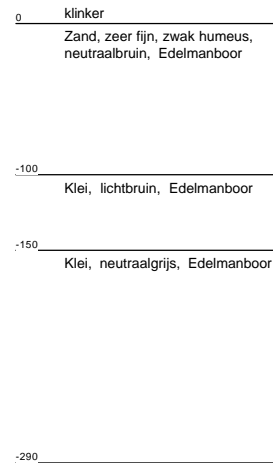 klinker
0
Zand, zeer fijn, zwak humeus,
neutraalbruin, Edelmanboor
-100
Klei, lichtbruin, Edelmanboor
-150
Klei, neutraalgrijs, Edelmanboor
-290